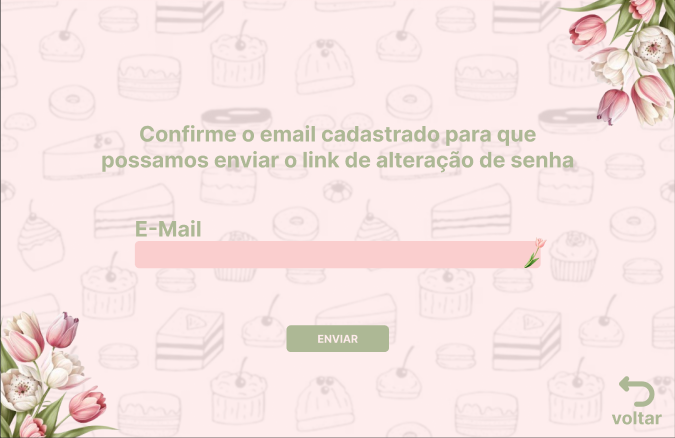 Confirme o email cadastrado para que
possamos enviar o link de alteração de senha
E-Mail
ENVIAR
voltar